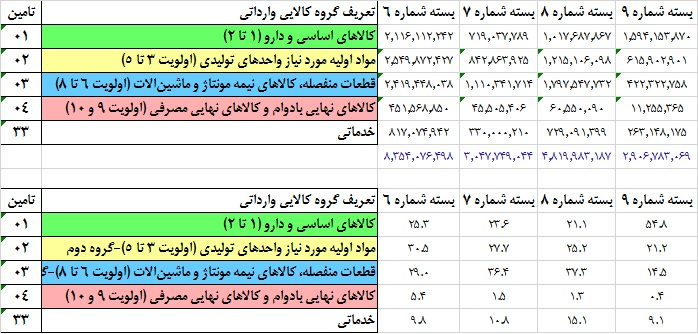 تامین تعریف گروه کالایی وارداتی بسته شماره ۶ بسته شماره ۷ بسته شماره ۸ بسته شماره ۹
۰۱ کالاهای اساسی و دارو (۱ تا ۲) ۲,۱۱۶,۱۱۲,۲۴۲ ۷۱۹,۰۳۷,۷۸۹ ۱,۰۱۷,۶۸۷,۸۶۷ ۱,۵۹۴,۱۵۳,۸۷۰
۰۲ مواد اولیه مورد نیاز واحدهای تولیدی (اولویت ۳ تا ۵) ۲,۵۴۹,۸۷۲,۴۲۷ ۸۴۲,۸۶۳,۹۲۵ ۱,۲۱۵,۱۰۶,۰۹۸ ۶۱۵,۹۰۲,۹۰۱
۰۳ قطعات منفصله، کالاهای نیمه مونتاژ و ماشین‌الات (اولویت ۶ تا ۸) ۲,۴۱۹,۴۴۸,۰۳۸ ۱,۱۱۰,۳۴۱,۷۱۴ ۱,۷۹۷,۵۴۷,۷۳۲ ۴۲۲,۳۲۲,۷۵۸
۰۴ کالاهای نهایی بادوام و کالاهای نهایی مصرفی (اولویت ۹ و ۱۰) ۴۵۱,۵۶۸,۸۵۰ ۴۵,۵۰۵,۴۰۶ ۶۰,۵۵۰,۰۹۰ ۱۱,۲۵۵,۳۶۵
۳۳ خدماتی ۸۱۷,۰۷۴,۹۴۲ ۳۳۰,۰۰۰,۲۱۰ ۷۲۹,۰۹۱,۳۹۹ ۲۶۳,۱۴۸,۱۷۵
۸,۳۵۴,۰۷۶,۴۹۸ ۳,۰۴۷,۷۴۹,۰۴۴ ۴,۸۱۹,۹۸۳,۱۸۷ ۲,۹۰۶,۷۸۳,۰۶۹
تامین تعریف گروه کالایی وارداتی بسته شماره ۶ بسته شماره ۷ بسته شماره ۸ بسته شماره ۹
۰۱ کالاهای اساسی و دارو (۱ تا ۲) ۲۵.۳ ۲۳.۶ ۲۱.۱ ۵۴.۸
۰۲ مواد اولیه مورد نیاز واحدهای تولیدی (اولویت ۳ تا ۵)-گروه دوم ۳۰.۵ ۲۷.۷ ۲۵.۲ ۲۱.۲
۰۳ قطعات منفصله، کالاهای نیمه مونتاژ و ماشین‌الات (اولویت ۶ تا ۸)-گ ۲۹.۰ ۳۶.۴ ۳۷.۳ ۱۴.۵
۰۴ کالاهای نهایی بادوام و کالاهای نهایی مصرفی (اولویت ۹ و ۱۰) ۵.۴ ۱.۵ ۱.۳ ۰.۴
۳۳ خدماتی ۹.۸ ۱۰.۸ ۱۵.۱ ۹.۱